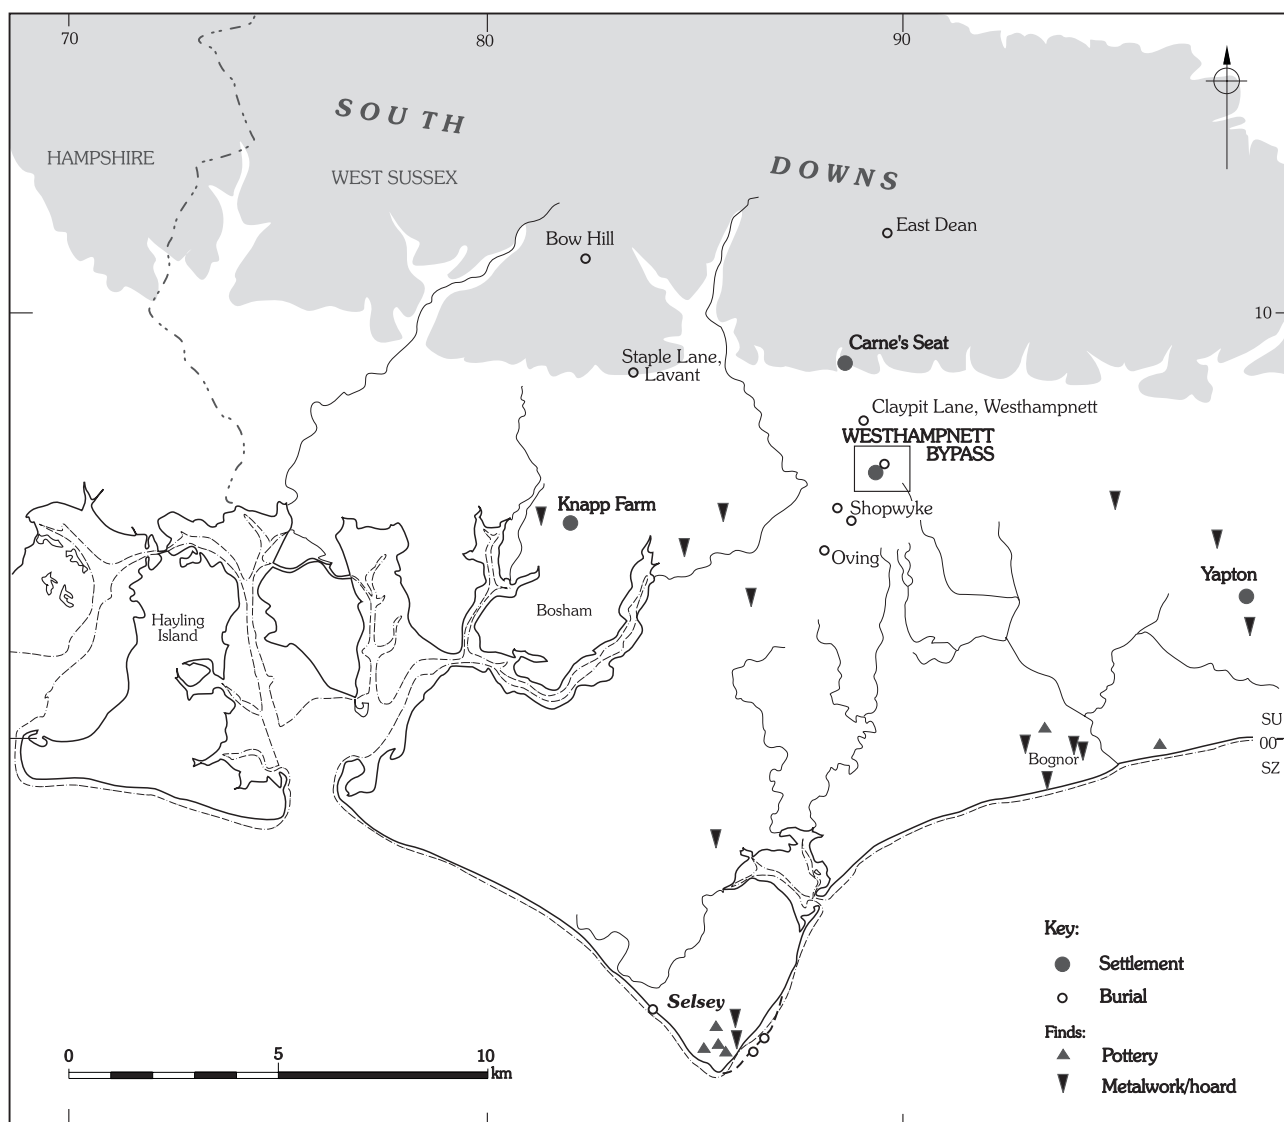 70
80
90
SOUTH
HAMPSHIRE
WEST SUSSEX
DOWNS
East Dean
Bow Hill
10
Carne's Seat
Staple Lane,
Lavant
Claypit Lane, Westhampnett
WESTHAMPNETT
BYPASS
Knapp Farm
Shopwyke
Oving
Yapton
Bosham
Hayling
Island
SU
00
SZ
Bognor
Selsey
Key:
Settlement
Burial
Finds:
Pottery
Metalwork/hoard
0
5
10
km